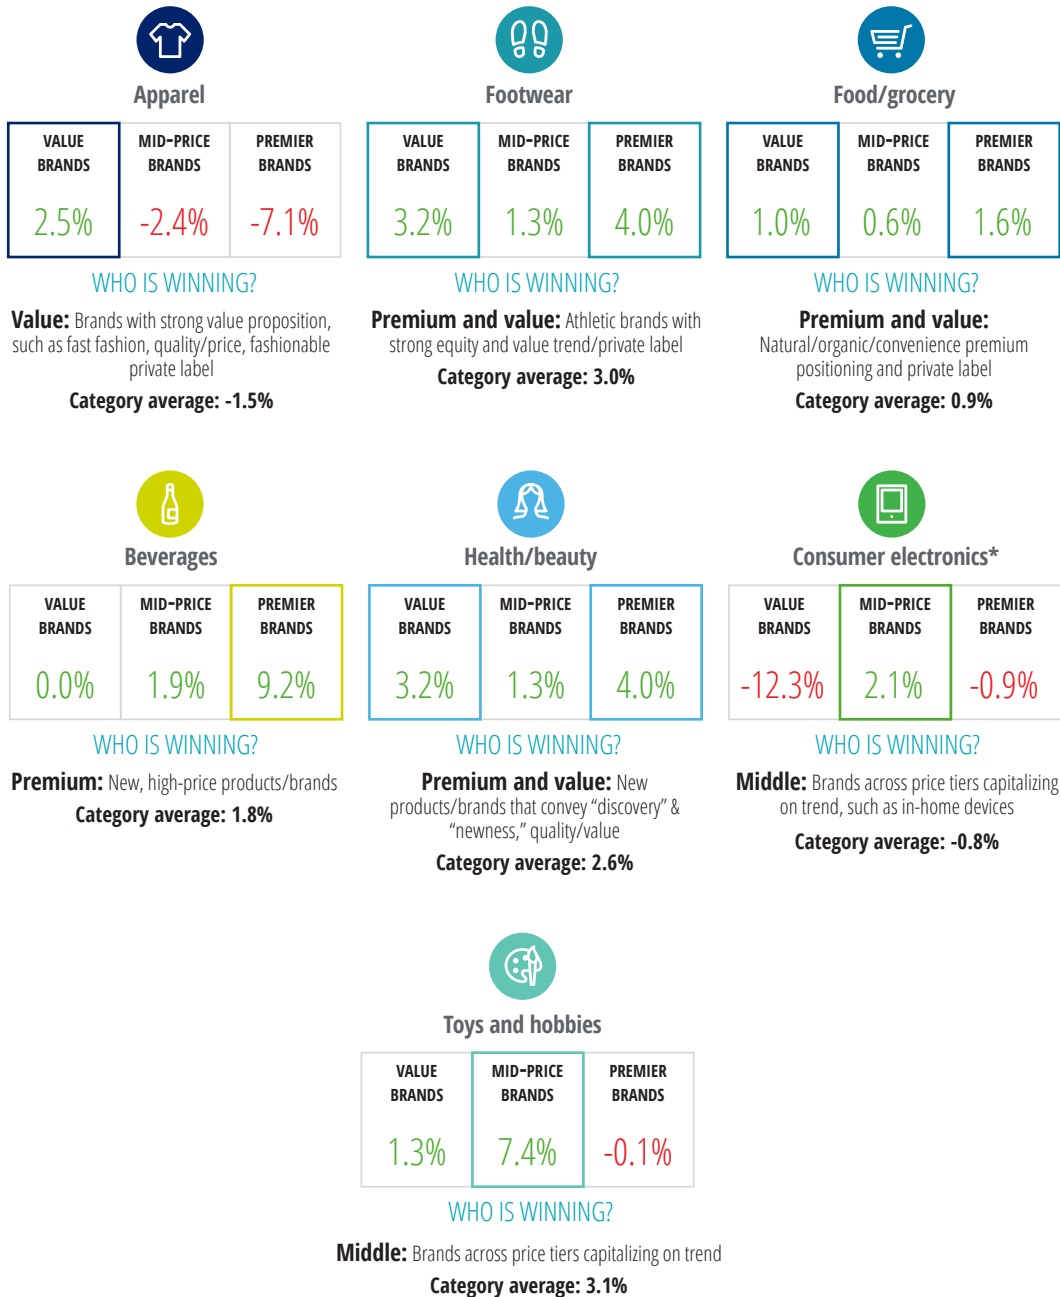 Apparel
VALUE BRANDS
MID-PRICE BRANDS
PREMIER BRANDS
2.5%
-2.4%
-7.1%
WHO IS WINNING?
Value: Brands with strong value proposition,
such as fast fashion, quality/price, fashionable
private label
Category average: -1.5%
Footwear
VALUE BRANDS
MID-PRICE BRANDS
PREMIER BRANDS
3.2%
1.3%
4.0%
WHO IS WINNING?
Premium and value: Athletic brands with
strong equity and value trend/private label
Category average: 3.0%
Food/grocery
VALUE BRANDS
MID-PRICE BRANDS
PREMIER BRANDS
1.0%
0.6%
1.6%
WHO IS WINNING?
Premium and value:
Natural/organic/convenience premium
positioning and private label
Category average: 0.9%
Beverages
VALUE BRANDS
MID-PRICE BRANDS
PREMIER BRANDS
0.0%
1.9%
9.2%
WHO IS WINNING?
Premium: New, high-price products/brands
Category average: 1.8%
Health/beauty
VALUE BRANDS
MID-PRICE BRANDS
PREMIER BRANDS
3.2%
1.3%
4.0%
WHO IS WINNING?
Premium and value: New
products/brands that convey “discovery” &
“newness,” quality/value
Category average: 2.6%
Consumer electronics*
VALUE BRANDS
MID-PRICE BRANDS
PREMIER BRANDS
-12.3%
2.1%
-0.9%
WHO IS WINNING?
Middle: Brands across price tiers capitalizing
on trend, such as in-home devices
Category average: -0.8%
Toys and hobbies
VALUE BRANDS
MID-PRICE BRANDS
PREMIER BRANDS
1.3%
7.4%
-0.1%
WHO IS WINNING?
Middle: Brands across price tiers capitalizing on trend
Category average: 3.1%